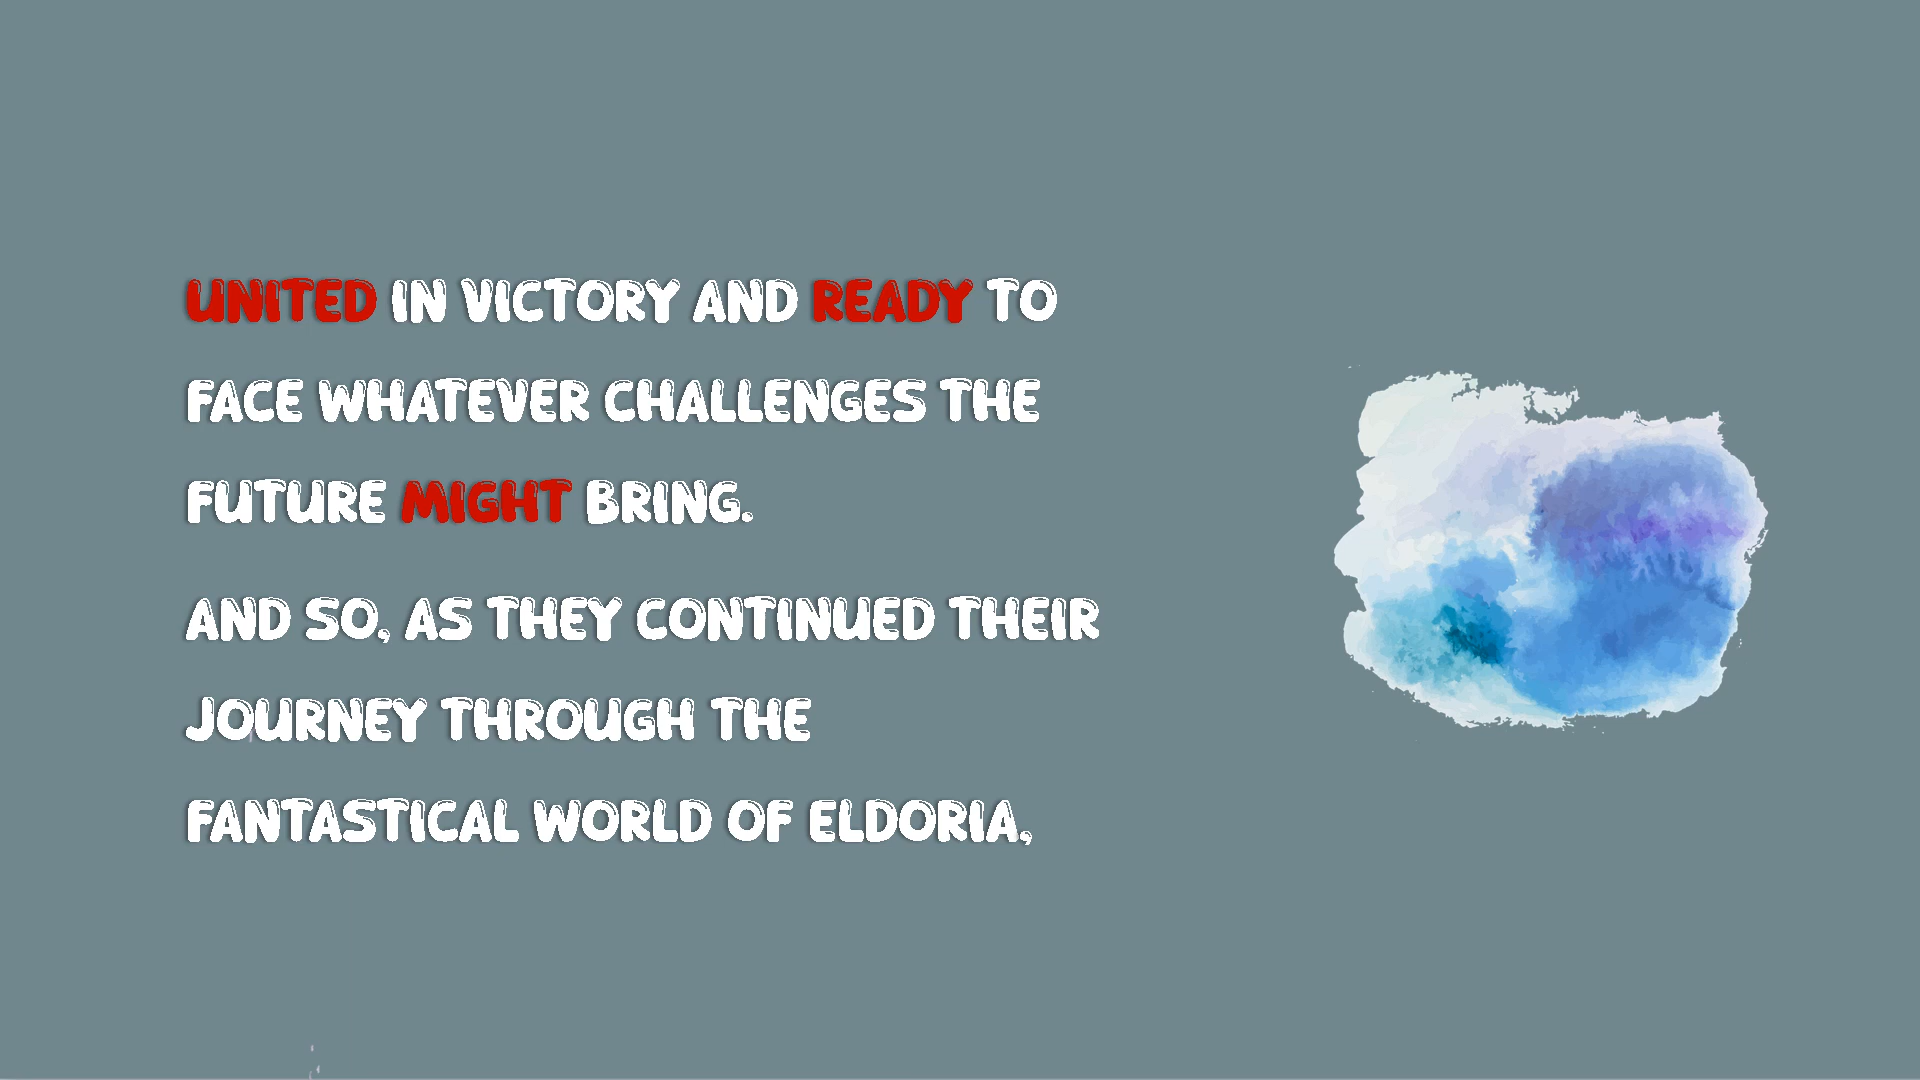 UNITED IN VICTORY AND READY TO
FACE WHATEVER CHALLENGES THE
FUTURE MIGHT BRING.
AND SO, AS THEY CONTINUED THEIR
JOURNEY THROUGH THE
FANTASTICAL WORLD OF ELDORIA,